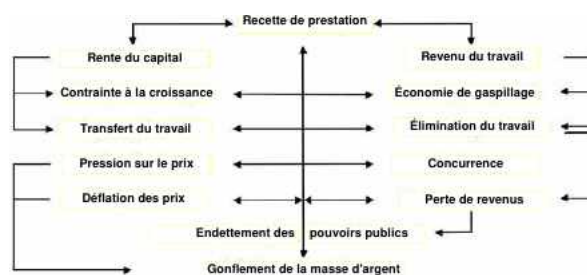 Recette de prestation
Rente du capital Revenu du travail
Contrainte à la croissance Économie de gaspillage
Transfert du travail Élimination du travail
Pression sur le prix Concurrence
Déflation des prix Perte de revenus
Endettement des pouvoirs publics
Gonflement de la masse d'argent